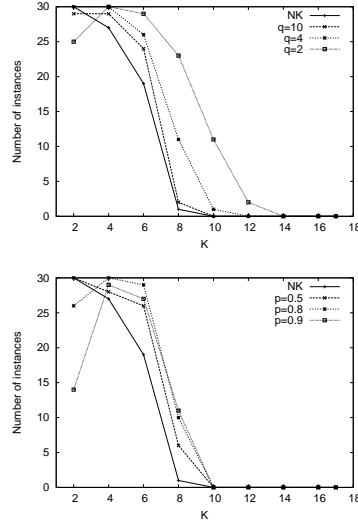 30
25
20
15
10
5
0
Number of instances
2 4 6 8 10 12 14 16 18
K
NK
q=10
q=4
q=2
30
25
20
15
10
5
0
Number of instances
2 4 6 8 10 12 14 16 18
K
NK
p=0.5
p=0.8
p=0.9